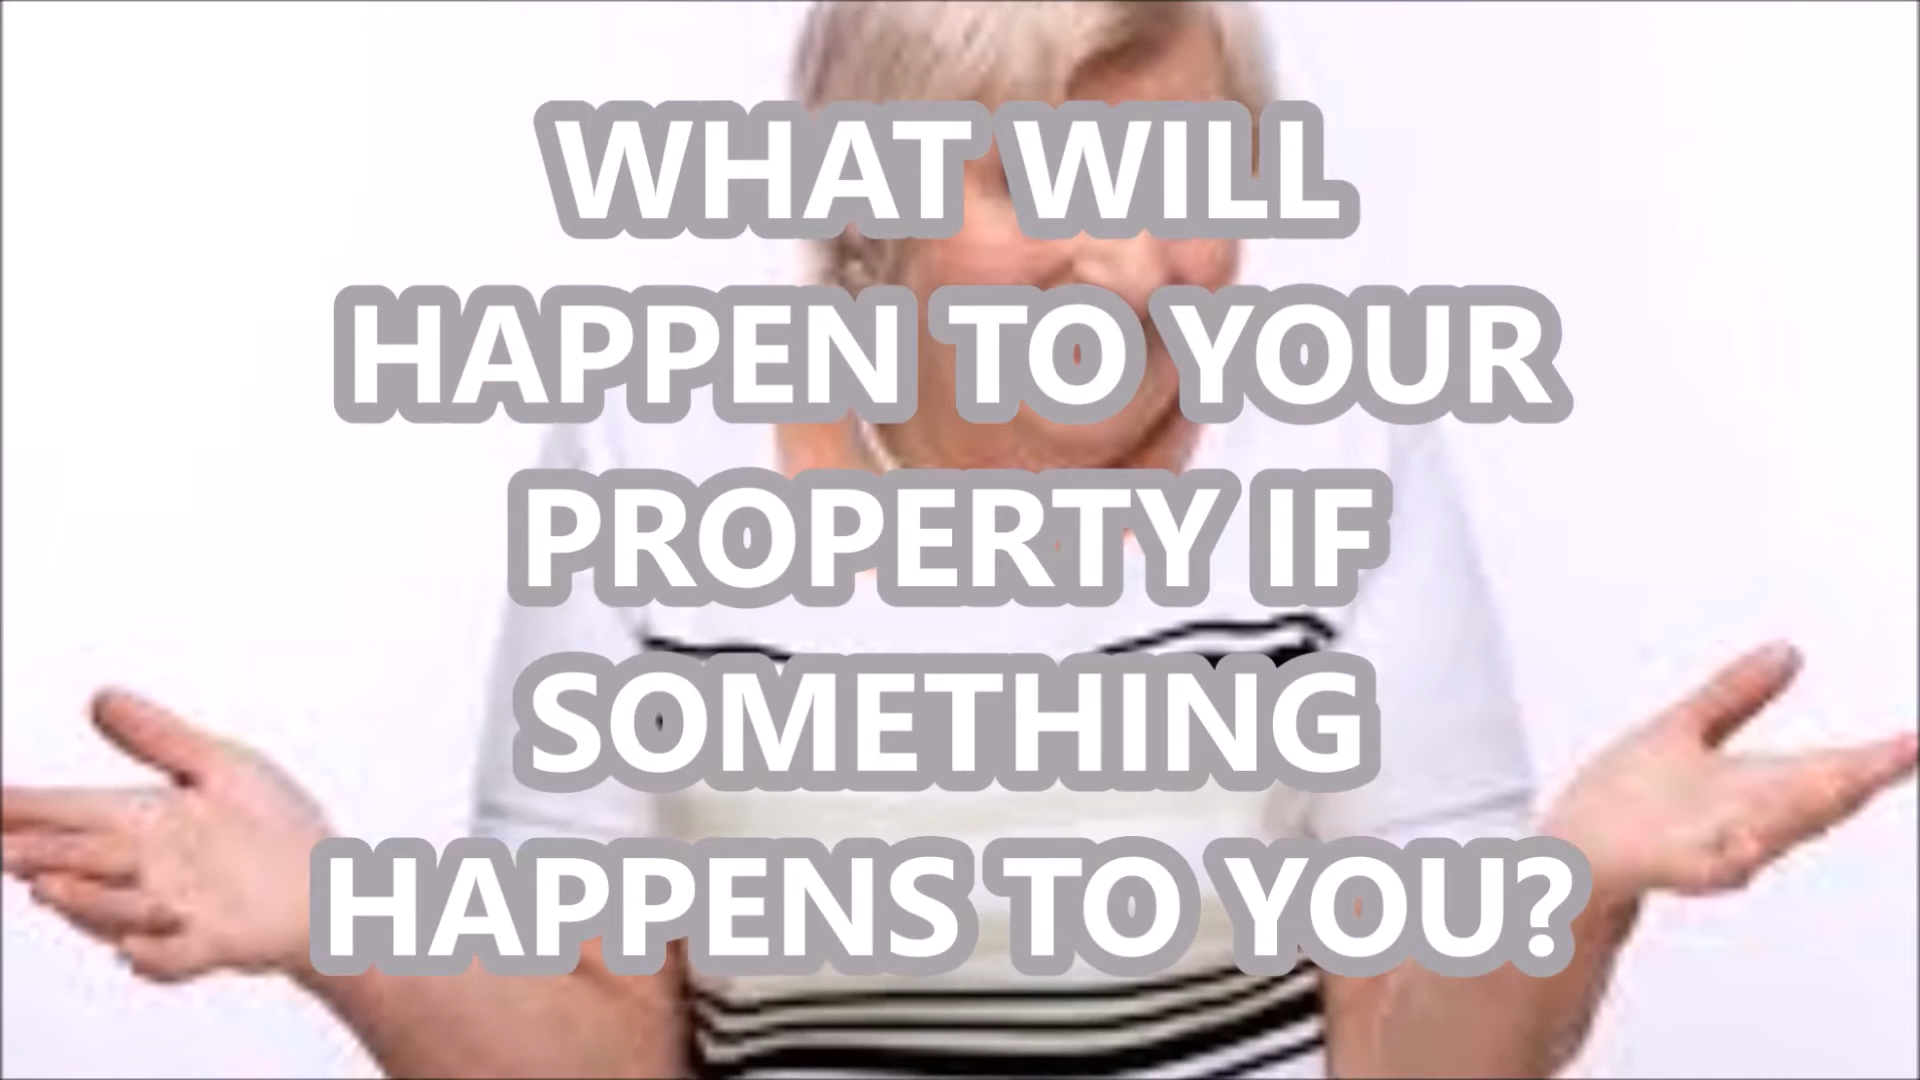 WHAT WILL
HAPPEN TO YOUR
PROPERTY IF
SOMETHING
HAPPENS TO YOU?